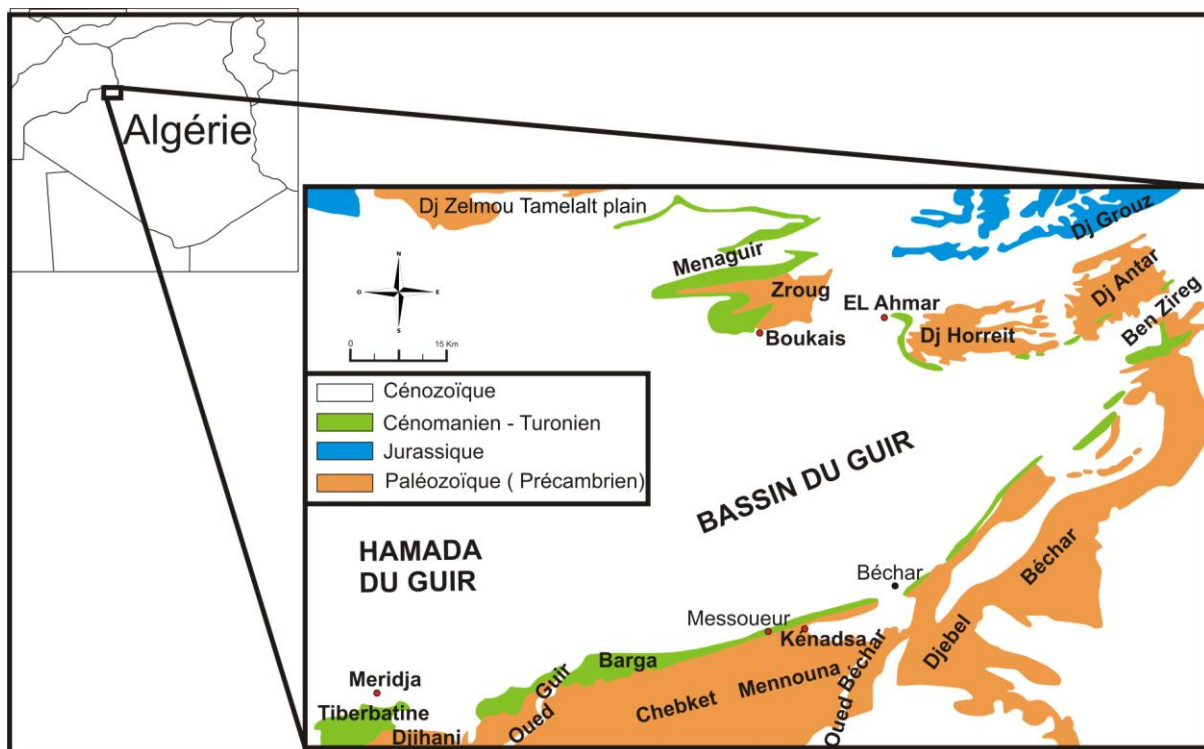 Algérie
Dj Zelmou Tamelalt plain
Dj Grouz
Menaguir
Dj Antar
N
O
E
S
Zroug
EL Ahmar
Ben Zireg
Boukais
Dj Horreit
0
15 Km
Cénozoïque
Cénomanien - Turonien
Jurassique
Paléozoïque ( Précambrien)
BASSIN DU GUIR
HAMADA
DU GUIR
Béchar
Béchar
Messoueur
Kénadsa
Djebel
Barga
Guir
Mennouna
Béchar
Meridja
Chebket
Tiberbatine
Oued
Oued
Djihani